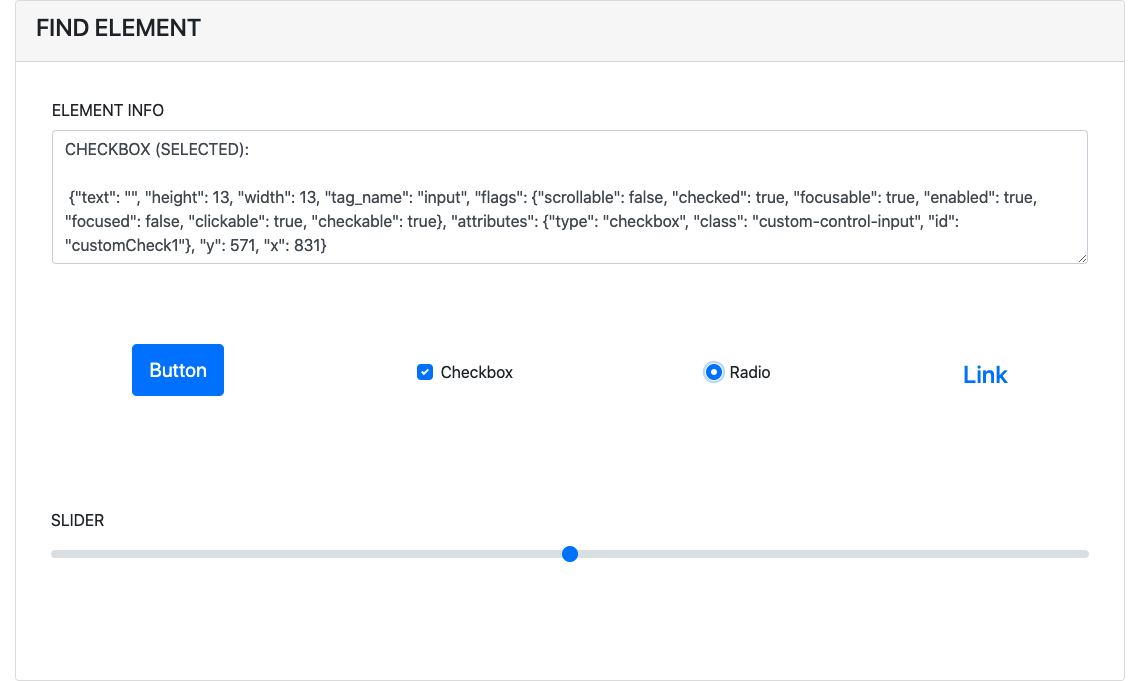 FIND ELEMENT
ELEMENT INFO
CHECKBOX (SELECTED):
{"text": "", "height": 13, "width": 13, "tag_name": "input", "flags": {"scrollable": false, "checked": true, "focusable": true, "enabled": true,
"focused": false, "clickable": true, "checkable": true}, "attributes": {"type": "checkbox", "class": "custom-control-input", "id":
"customCheck1"}, "y": 571, "x": 831}
Button
Checkbox
Radio
Link
SLIDER